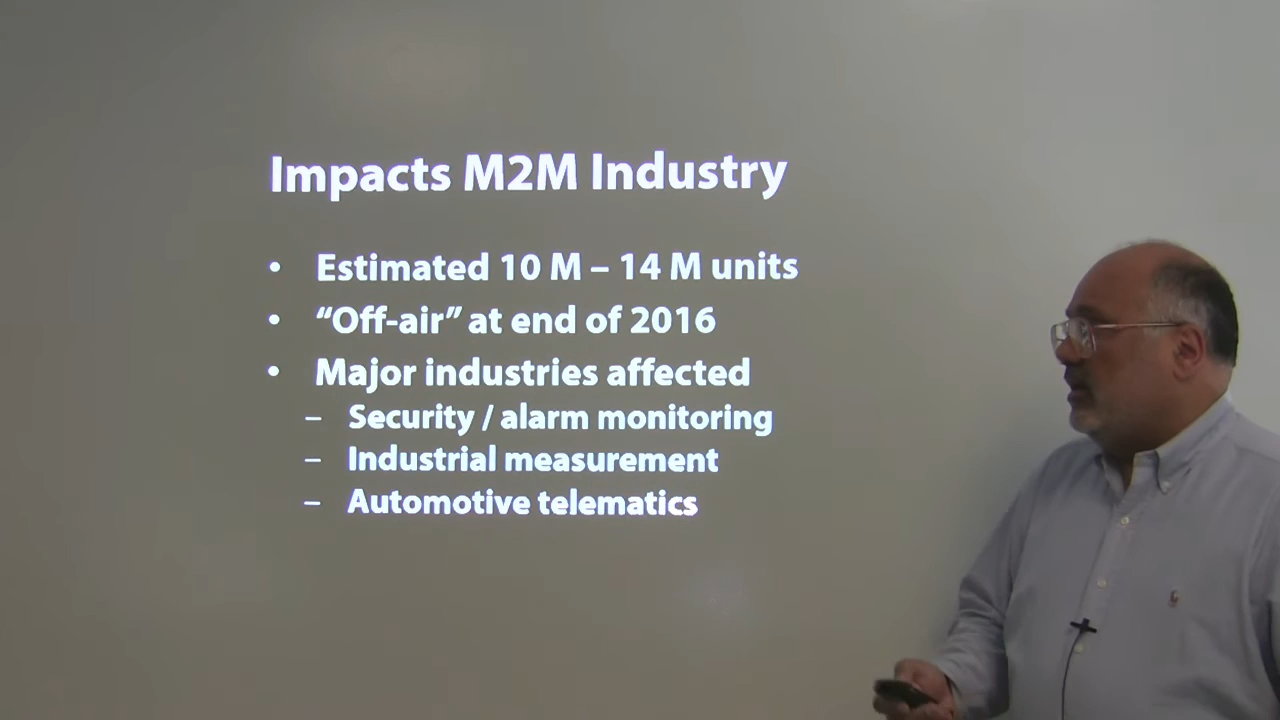 Impacts M2M Industry
• Estimated 10 M – 14 M units
• “Off-air” at end of 2016
• Major industries affected
– Security / alarm monitoring
– Industrial measurement
– Automotive telematics